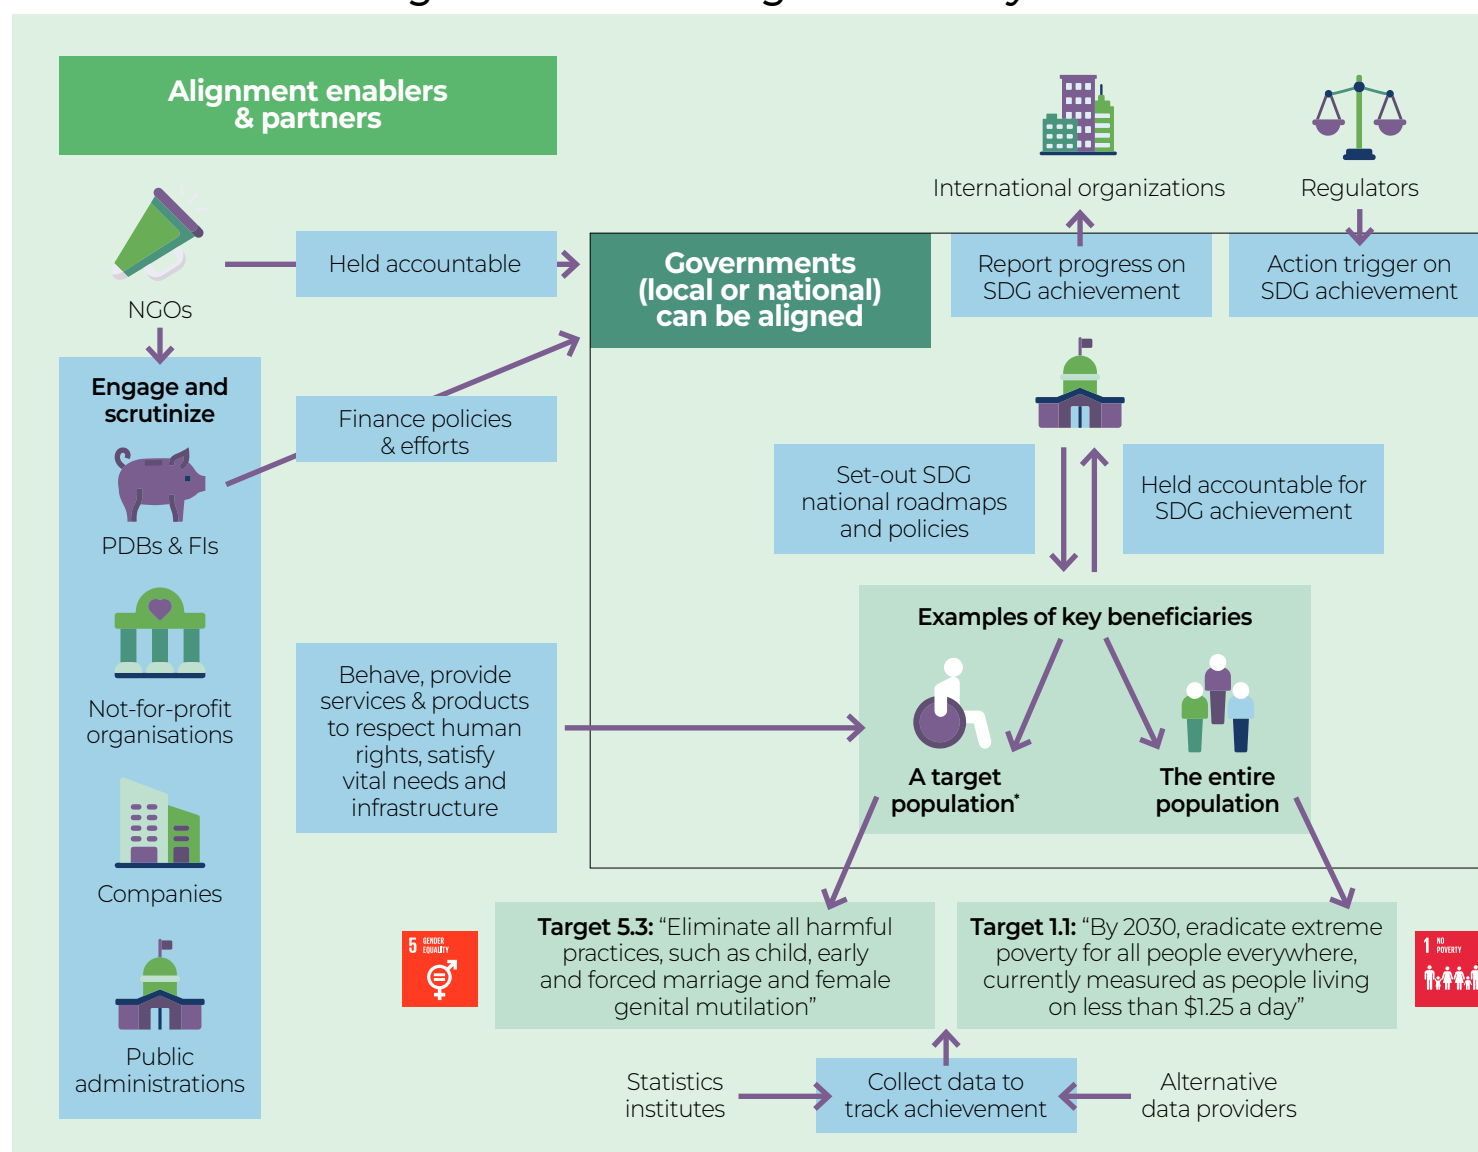 Alignment enablers
& partners
NGOs
Held accountable
Engage and
scrutinize
PDBs & FIs
Finance policies
& efforts
Not-for-profit
organisations
Companies
Public
administrations
Behave, provide
services & products
to respect human
rights, satisfy
vital needs and
infrastructure
International organizations
Regulators
Governments
(local or national)
can be aligned
Report progress on
SDG achievement
Action trigger on
SDG achievement
Set-out SDG
national roadmaps
and policies
Held accountable for
SDG achievement
Examples of key beneficiaries
A target
population*
The entire
population
5 GENDER
EQUALITY
Target 5.3: “Eliminate all harmful
practices, such as child, early
and forced marriage and female
genital mutilation”
Target 1.1: “By 2030, eradicate extreme
poverty for all people everywhere,
currently measured as people living
on less than $1.25 a day”
1 NO
POVERTY
Statistics
institutes
Collect data to
track achievement
Alternative
data providers